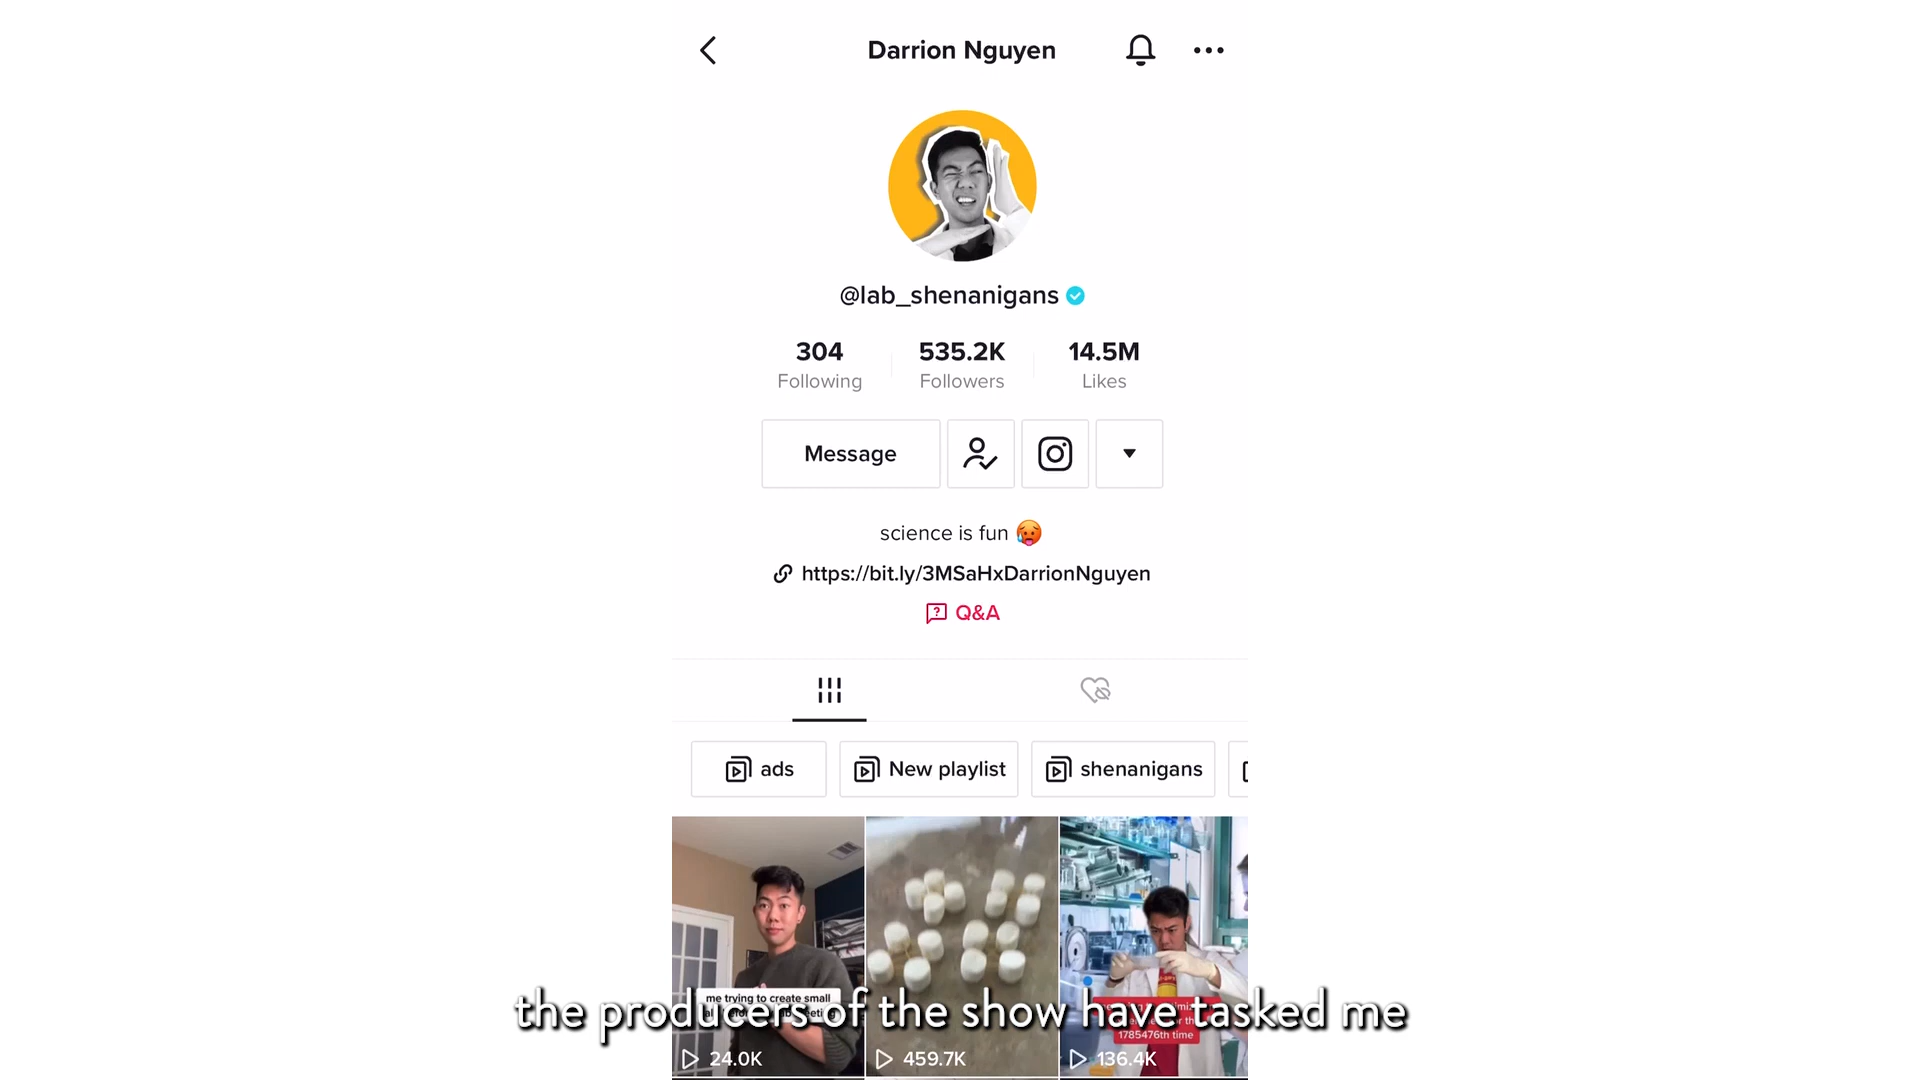 Darrion Nguyen
@lab_shenanigans
304 535.2K 14.5M
Following Followers Likes
Message
science is fun 🥵
https://bit.ly/3MSaHxDarrionNguyen
Q&A
ads New playlist shenanigans
me trying to create small
1785476th time
the producers of the show have tasked me
24.0K 459.7K 136.4K